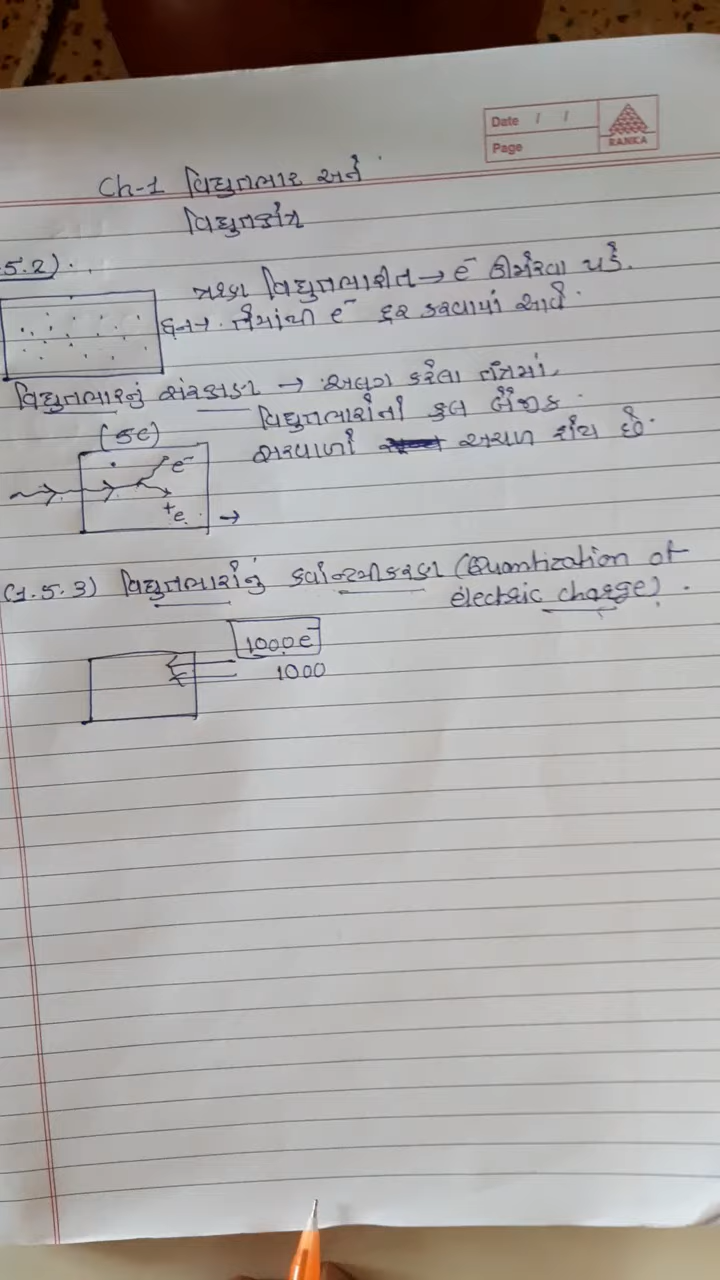 Date / /
Page
RANKA
Ch-1 વિદ્યુતભાર અને
વિદ્યુતક્ષેત્ર
5.2)
ઋણ વિદ્યુતભારીત → e⁻ ઉમેરવા પડે.
ધન → તેમાંથી e⁻ દૂર કરવામાં આવે.
વિદ્યુતભારનું સંરક્ષણ → અલગ કરેલા તંત્રમાં,
વિદ્યુતભારોનો કુલ બૈજીક
સરવાળો અચળ રહે છે.
e⁻
+e
→
(1.5.3) વિદ્યુતભારોનું ક્વોન્ટમીકરણ (Quantization of
electric charge).
1000e⁻
1000